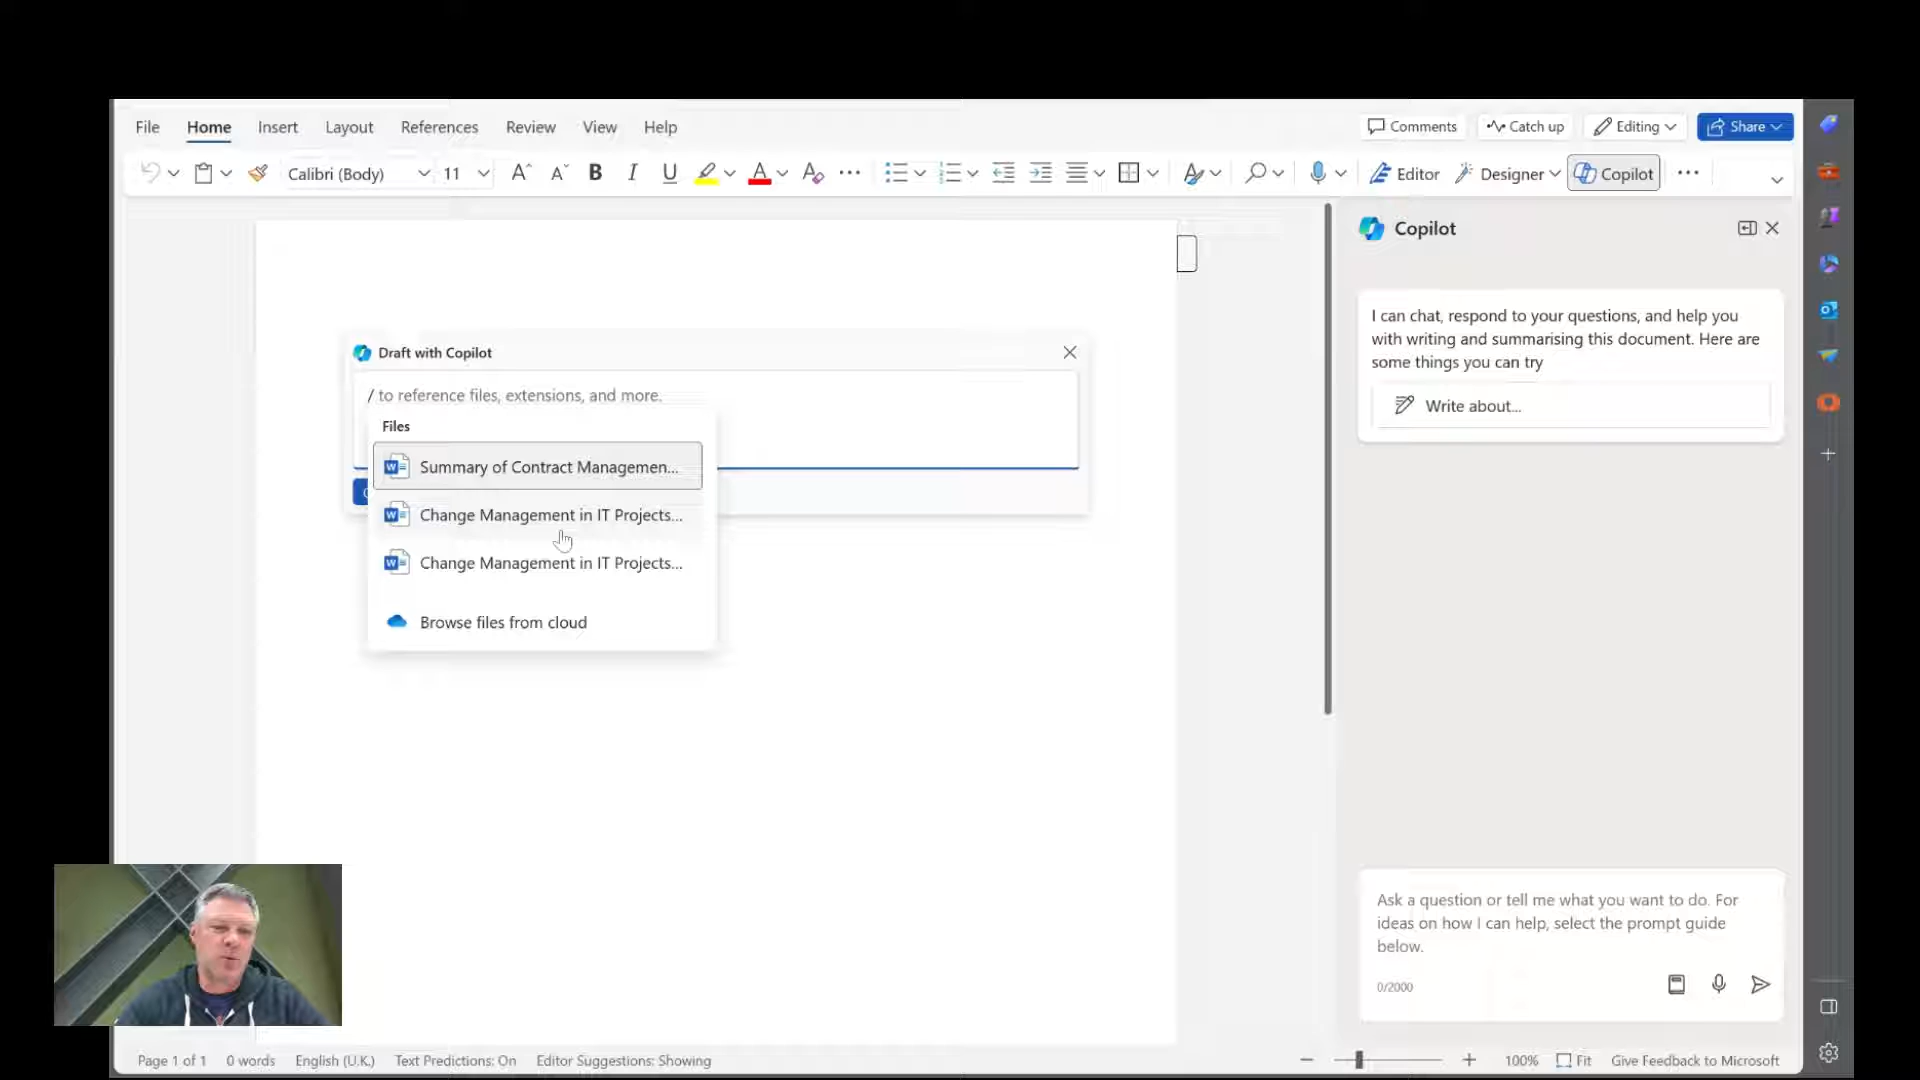 File Home Insert Layout References Review View Help
Comments Catch up Editing Share
Calibri (Body) 11 Editor Designer Copilot
Draft with Copilot
/ to reference files, extensions, and more.
Files
Summary of Contract Managemen...
Change Management in IT Projects...
Change Management in IT Projects...
Browse files from cloud
Copilot
I can chat, respond to your questions, and help you
with writing and summarising this document. Here are
some things you can try
Write about...
Ask a question or tell me what you want to do. For
ideas on how I can help, select the prompt guide
below.
0/2000
Page 1 of 1 0 words English (U.K.) Text Predictions: On Editor Suggestions: Showing
100% Fit Give Feedback to Microsoft